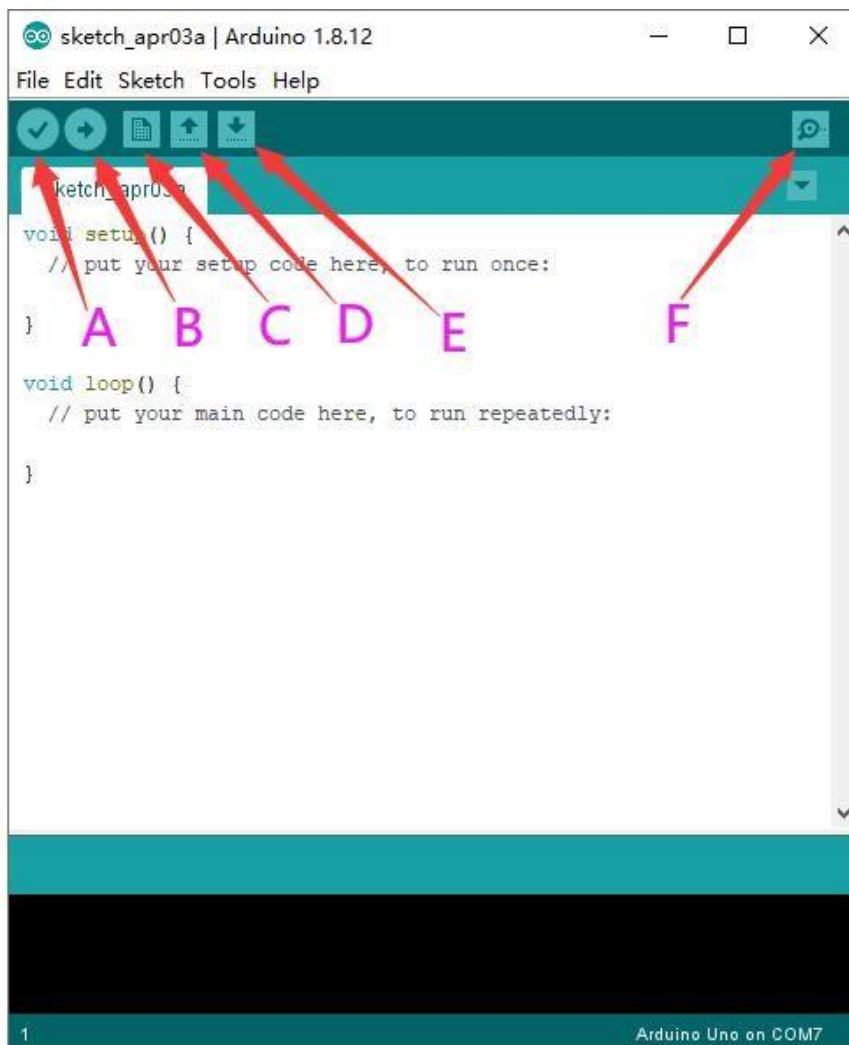 sketch_apr03a | Arduino 1.8.12
File Edit Sketch Tools Help
sketch_apr03a
void setup() {
// put your setup code here, to run once:
}
A B C D E F
void loop() {
// put your main code here, to run repeatedly:
}
1 Arduino Uno on COM7